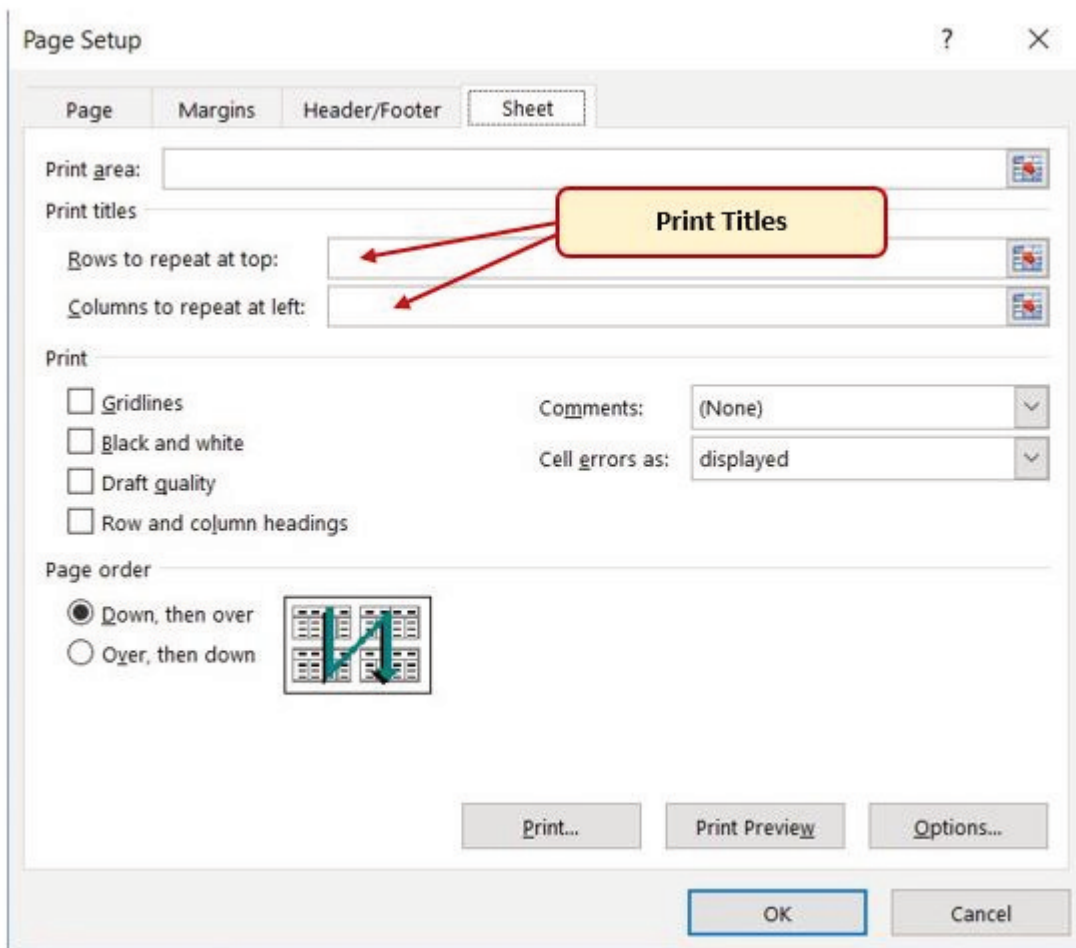 Page Setup ? ×
Page Margins Header/Footer Sheet
Print area:
Print titles
Print Titles
Rows to repeat at top:
Columns to repeat at left:
Print
Gridlines
Comments: (None)
Black and white
Cell errors as: displayed
Draft quality
Row and column headings
Page order
Down, then over
Over, then down
Print... Print Preview Options...
OK Cancel